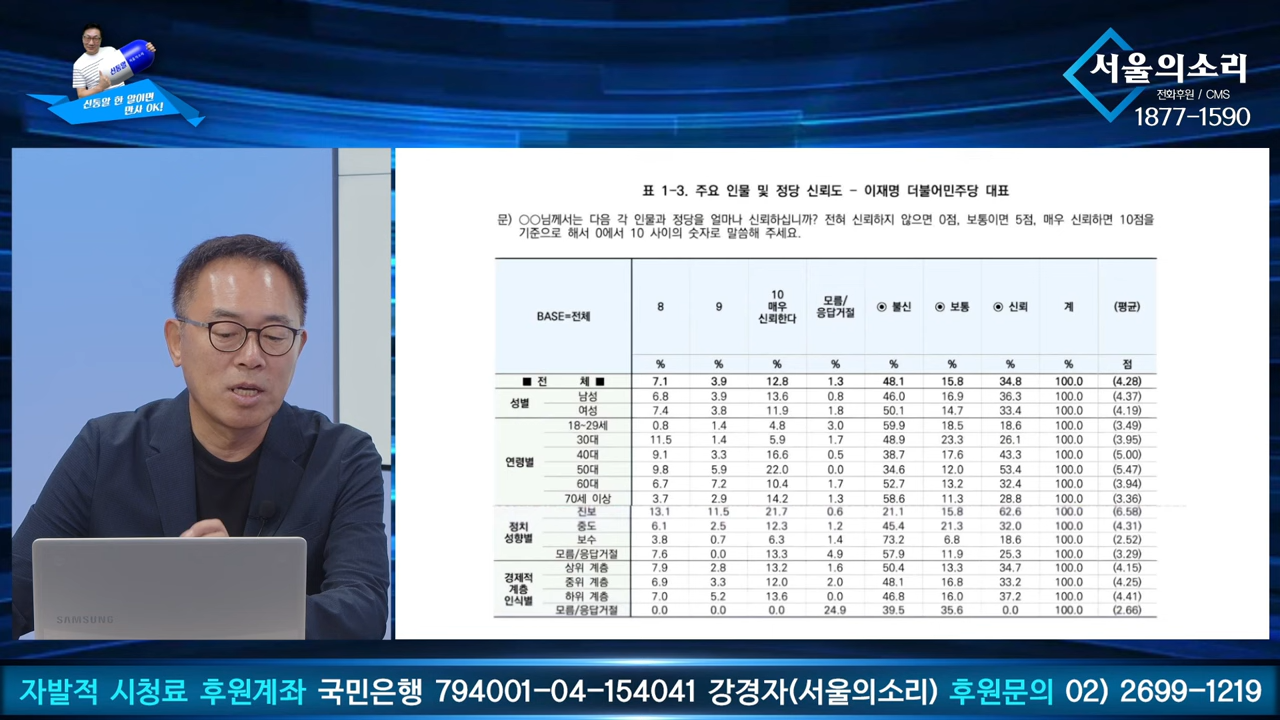 신통알
신통알 한 알이면
만사 OK!
서울의소리
전화후원 / CMS
1877-1590
표 1-3. 주요 인물 및 정당 신뢰도 - 이재명 더불어민주당 대표
문) ○○님께서는 다음 각 인물과 정당을 얼마나 신뢰하십니까? 전혀 신뢰하지 않으면 0점, 보통이면 5점, 매우 신뢰하면 10점을
기준으로 해서 0에서 10 사이의 숫자로 말씀해 주세요.
BASE=전체 8 9 10 매우 신뢰한다 모름/응답거절 ◉ 불신 ◉ 보통 ◉ 신뢰 계 (평균)
% % % % % % % % 점
■ 전 체 ■ 7.1 3.9 12.8 1.3 48.1 15.8 34.8 100.0 (4.28)
성별 남성 6.8 3.9 13.6 0.8 46.0 16.9 36.3 100.0 (4.37)
여성 7.4 3.8 11.9 1.8 50.1 14.7 33.4 100.0 (4.19)
연령별 18~29세 0.8 1.4 4.8 3.0 59.9 18.5 18.6 100.0 (3.49)
30대 11.5 1.4 5.9 1.7 48.9 23.3 26.1 100.0 (3.95)
40대 9.1 3.3 16.6 0.5 38.7 17.6 43.3 100.0 (5.00)
50대 9.8 5.9 22.0 0.0 34.6 12.0 53.4 100.0 (5.47)
60대 6.7 7.2 10.4 1.7 52.7 13.2 32.4 100.0 (3.94)
70세 이상 3.7 2.9 14.2 1.3 58.6 11.3 28.8 100.0 (3.36)
정치성향별 진보 13.1 11.5 21.7 0.6 21.1 15.8 62.6 100.0 (6.58)
중도 6.1 2.5 12.3 1.2 45.4 21.3 32.0 100.0 (4.31)
보수 3.8 0.7 6.3 1.4 73.2 6.8 18.6 100.0 (2.52)
모름/응답거절 7.6 0.0 13.3 4.9 57.9 11.9 25.3 100.0 (3.29)
경제적 계층 인식별 상위 계층 7.9 2.8 13.2 1.6 50.4 13.3 34.7 100.0 (4.15)
중위 계층 6.9 3.3 12.0 2.0 48.1 16.8 33.2 100.0 (4.25)
하위 계층 7.0 5.2 13.6 0.0 46.8 16.0 37.2 100.0 (4.41)
모름/응답거절 0.0 0.0 0.0 24.9 39.5 35.6 0.0 100.0 (2.66)
SAMSUNG
자발적 시청료 후원계좌 국민은행 794001-04-154041 강경자(서울의소리) 후원문의 02) 2699-1219